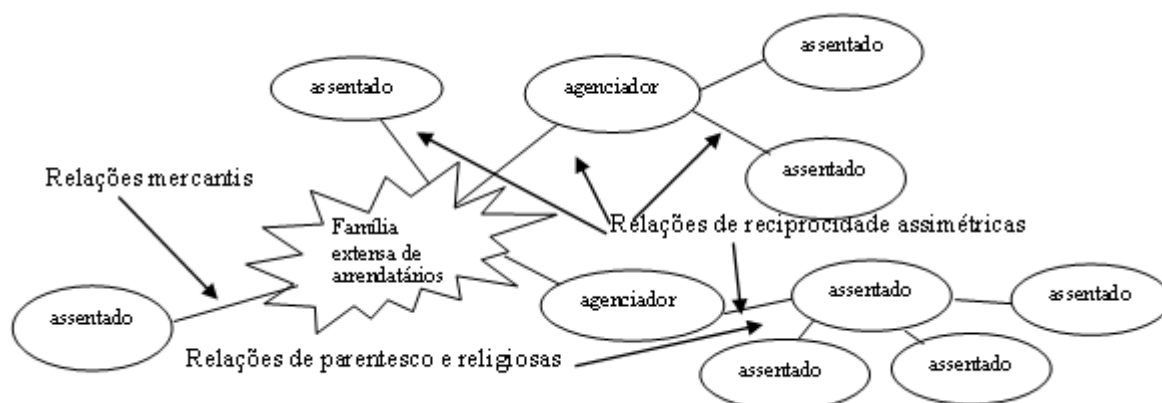 assentado
assentado
agenciador
assentado
Relações mercantis
Família
extensa de
arrendatários
Relações de reciprocidade assimétricas
assentado
agenciador
assentado
assentado
Relações de parentesco e religiosas
assentado
assentado